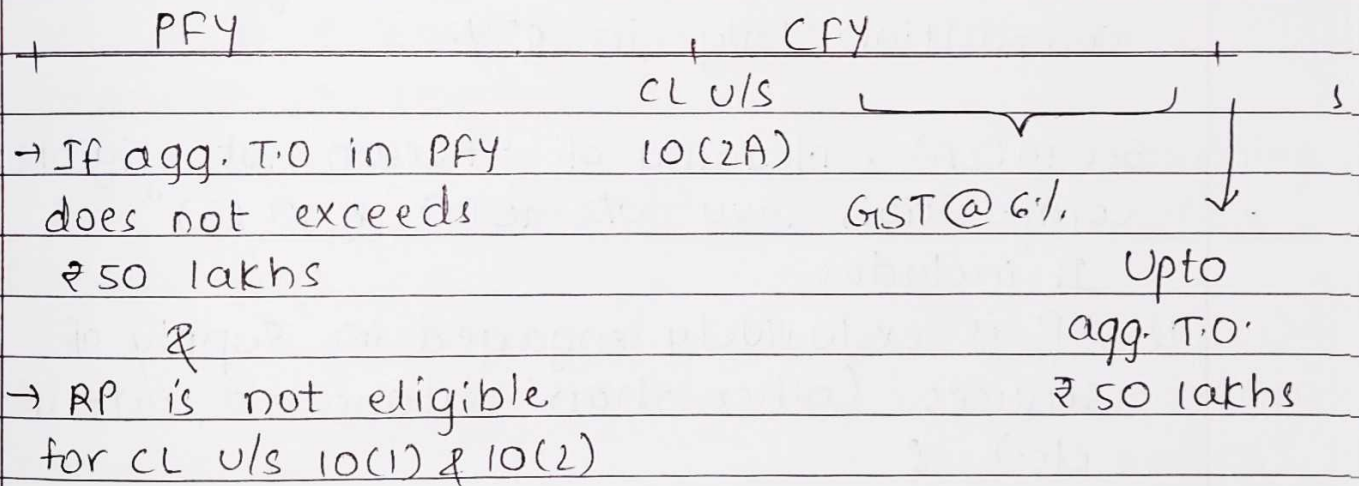 PFY CFY
CL U/S
→ If agg. T.O in PFY 10(2A)
does not exceeds GST @ 6%.
₹50 lakhs Upto
& agg. T.O.
→ RP is not eligible ₹50 lakhs
for CL U/S 10(1) & 10(2)